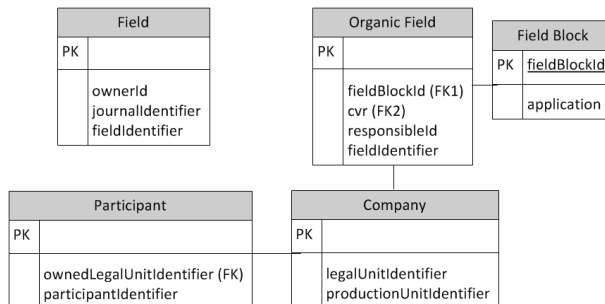 Field
PK
ownerId
journalIdentifier
fieldIdentifier
Organic Field
PK
fieldBlockId (FK1)
cvr (FK2)
responsibleId
fieldIdentifier
Field Block
PK fieldBlockId
application
Participant
PK
ownedLegalUnitIdentifier (FK)
participantIdentifier
Company
PK
legalUnitIdentifier
productionUnitIdentifier